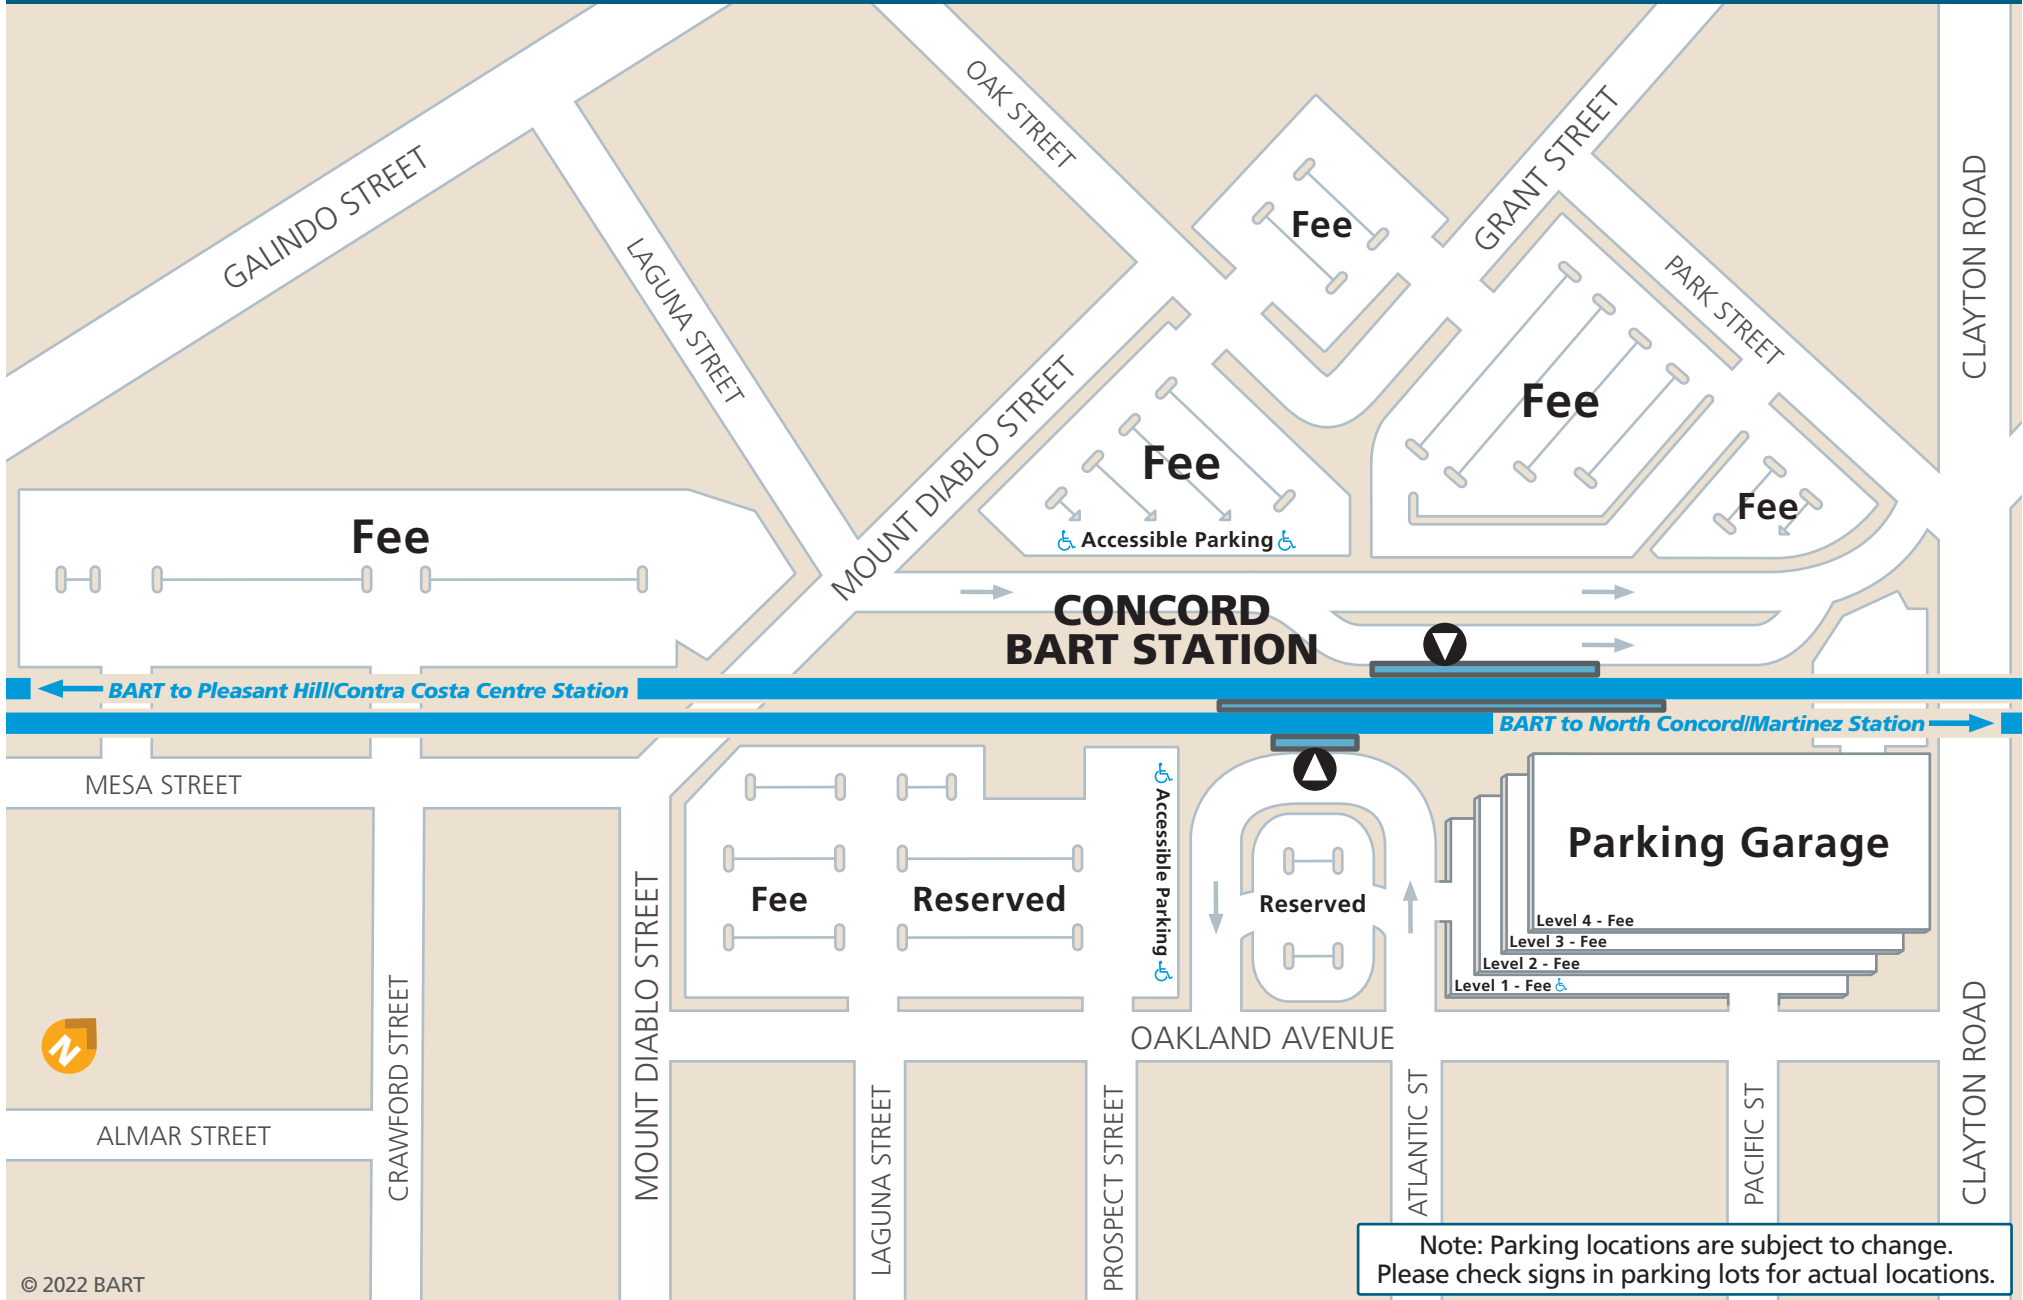 OAK STREET
GRANT STREET
GALINDO STREET
LAGUNA STREET
Fee
PARK STREET
CLAYTON ROAD
MOUNT DIABLO STREET
Fee
Fee
Fee
Fee
Accessible Parking
CONCORD
BART STATION
BART to Pleasant Hill/Contra Costa Centre Station
BART to North Concord/Martinez Station
MESA STREET
Fee
Reserved
Accessible Parking
Reserved
Parking Garage
Level 4 - Fee
Level 3 - Fee
Level 2 - Fee
Level 1 - Fee
MOUNT DIABLO STREET
CRAWFORD STREET
N
OAKLAND AVENUE
ALMAR STREET
LAGUNA STREET
PROSPECT STREET
ATLANTIC ST
PACIFIC ST
CLAYTON ROAD
Note: Parking locations are subject to change.
Please check signs in parking lots for actual locations.
© 2022 BART